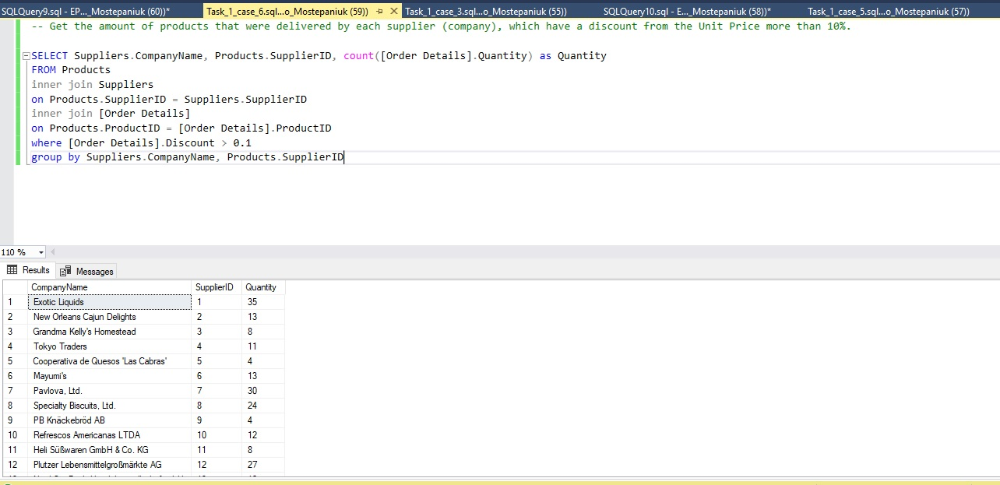 SQLQuery9.sql - EP..._Mostepaniuk (60))* Task_1_case_6.sql...o_Mostepaniuk (59)) Task_1_case_3.sql...o_Mostepaniuk (55)) SQLQuery10.sql - E..._Mostepaniuk (58))* Task_1_case_5.sql...o_Mostepaniuk (57))
-- Get the amount of products that were delivered by each supplier (company), which have a discount from the Unit Price more than 10%.
SELECT Suppliers.CompanyName, Products.SupplierID, count([Order Details].Quantity) as Quantity
FROM Products
inner join Suppliers
on Products.SupplierID = Suppliers.SupplierID
inner join [Order Details]
on Products.ProductID = [Order Details].ProductID
where [Order Details].Discount > 0.1
group by Suppliers.CompanyName, Products.SupplierID
110 %
Results Messages
CompanyName SupplierID Quantity
1 Exotic Liquids 1 35
2 New Orleans Cajun Delights 2 13
3 Grandma Kelly's Homestead 3 8
4 Tokyo Traders 4 11
5 Cooperativa de Quesos 'Las Cabras' 5 4
6 Mayumi's 6 13
7 Pavlova, Ltd. 7 30
8 Specialty Biscuits, Ltd. 8 24
9 PB Knäckebröd AB 9 4
10 Refrescos Americanas LTDA 10 12
11 Heli Süßwaren GmbH & Co. KG 11 8
12 Plutzer Lebensmittelgroßmärkte AG 12 27